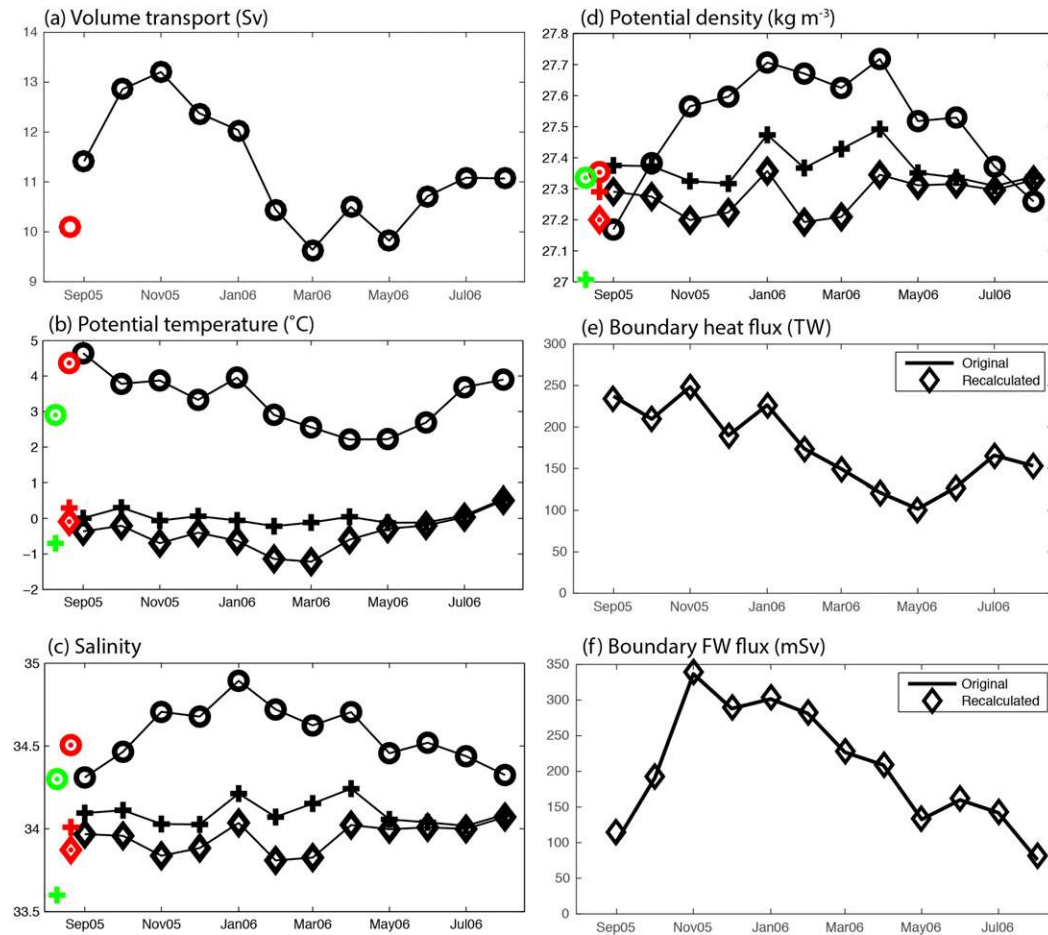 (a) Volume transport (Sv)
14
13
12
11
10
9
Sep05 Nov05 Jan06 Mar06 May06 Jul06
(b) Potential temperature (˚C)
5
4
3
2
1
0
−1
−2
Sep05 Nov05 Jan06 Mar06 May06 Jul06
(c) Salinity
35
34.5
34
33.5
Sep05 Nov05 Jan06 Mar06 May06 Jul06
(d) Potential density (kg m⁻³)
27.8
27.7
27.6
27.5
27.4
27.3
27.2
27.1
27
Sep05 Nov05 Jan06 Mar06 May06 Jul06
(e) Boundary heat flux (TW)
300
250
200
150
100
50
0
Original
Recalculated
Sep05 Nov05 Jan06 Mar06 May06 Jul06
(f) Boundary FW flux (mSv)
350
300
250
200
150
100
50
0
Original
Recalculated
Sep05 Nov05 Jan06 Mar06 May06 Jul06